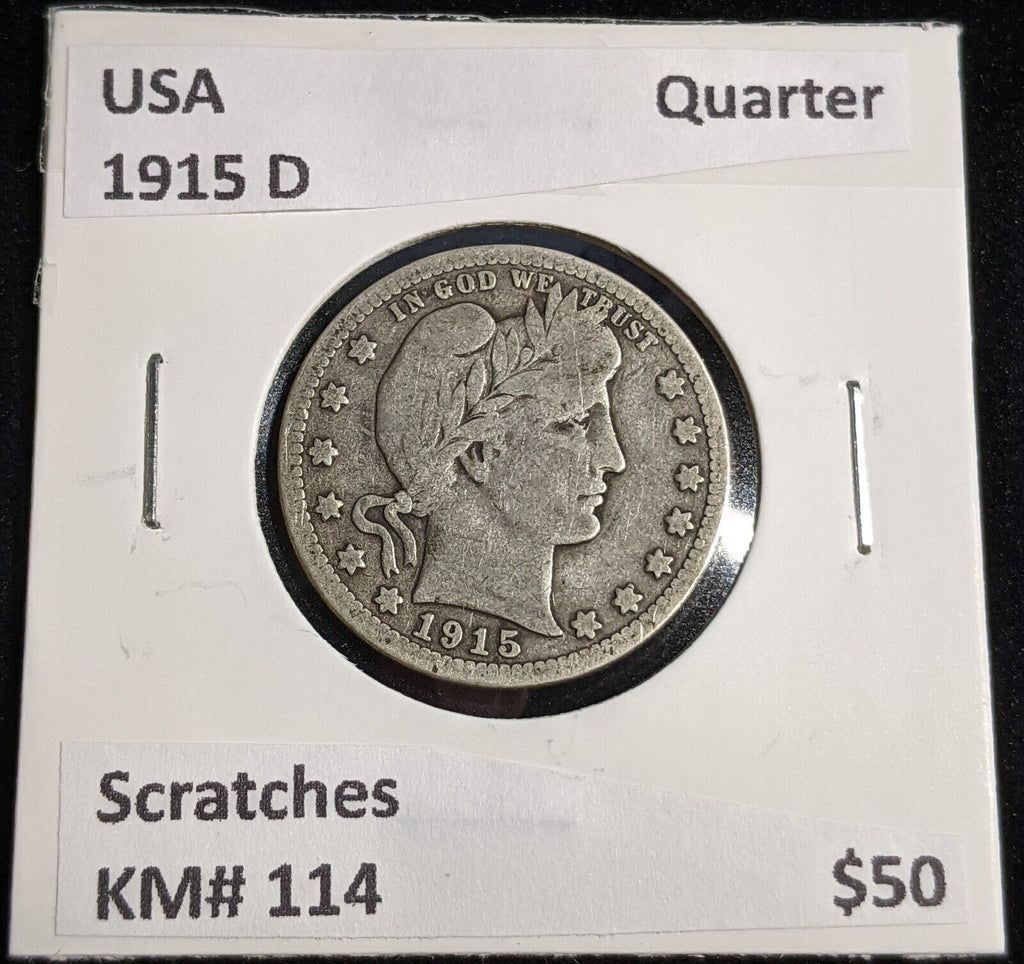 USA Quarter
1915 D
IN GOD WE TRUST
1915
Scratches
KM# 114 $50